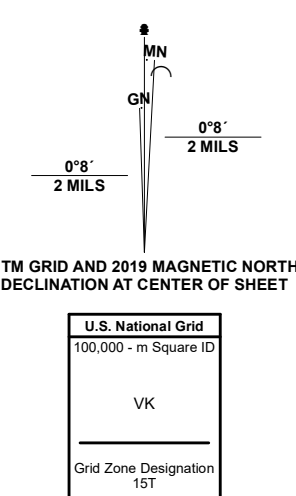 MN
GN
0°8´
2 MILS
0°8´
2 MILS
TM GRID AND 2019 MAGNETIC NORTH
DECLINATION AT CENTER OF SHEET
U.S. National Grid
100,000 - m Square ID
VK
Grid Zone Designation
15T